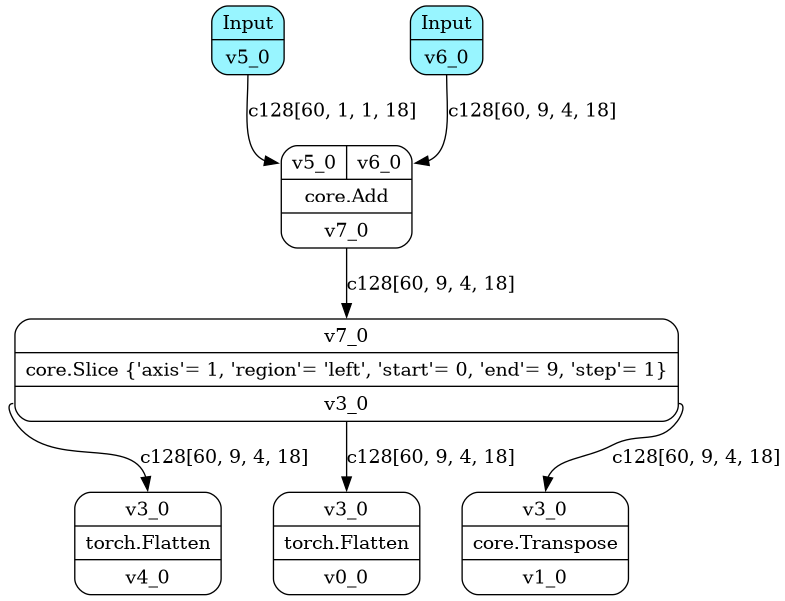 Input
v5_0
Input
v6_0
c128[60, 1, 1, 18]
c128[60, 9, 4, 18]
v5_0
v6_0
core.Add
v7_0
c128[60, 9, 4, 18]
v7_0
core.Slice {'axis'= 1, 'region'= 'left', 'start'= 0, 'end'= 9, 'step'= 1}
v3_0
c128[60, 9, 4, 18]
c128[60, 9, 4, 18]
c128[60, 9, 4, 18]
v3_0
torch.Flatten
v4_0
v3_0
torch.Flatten
v0_0
v3_0
core.Transpose
v1_0